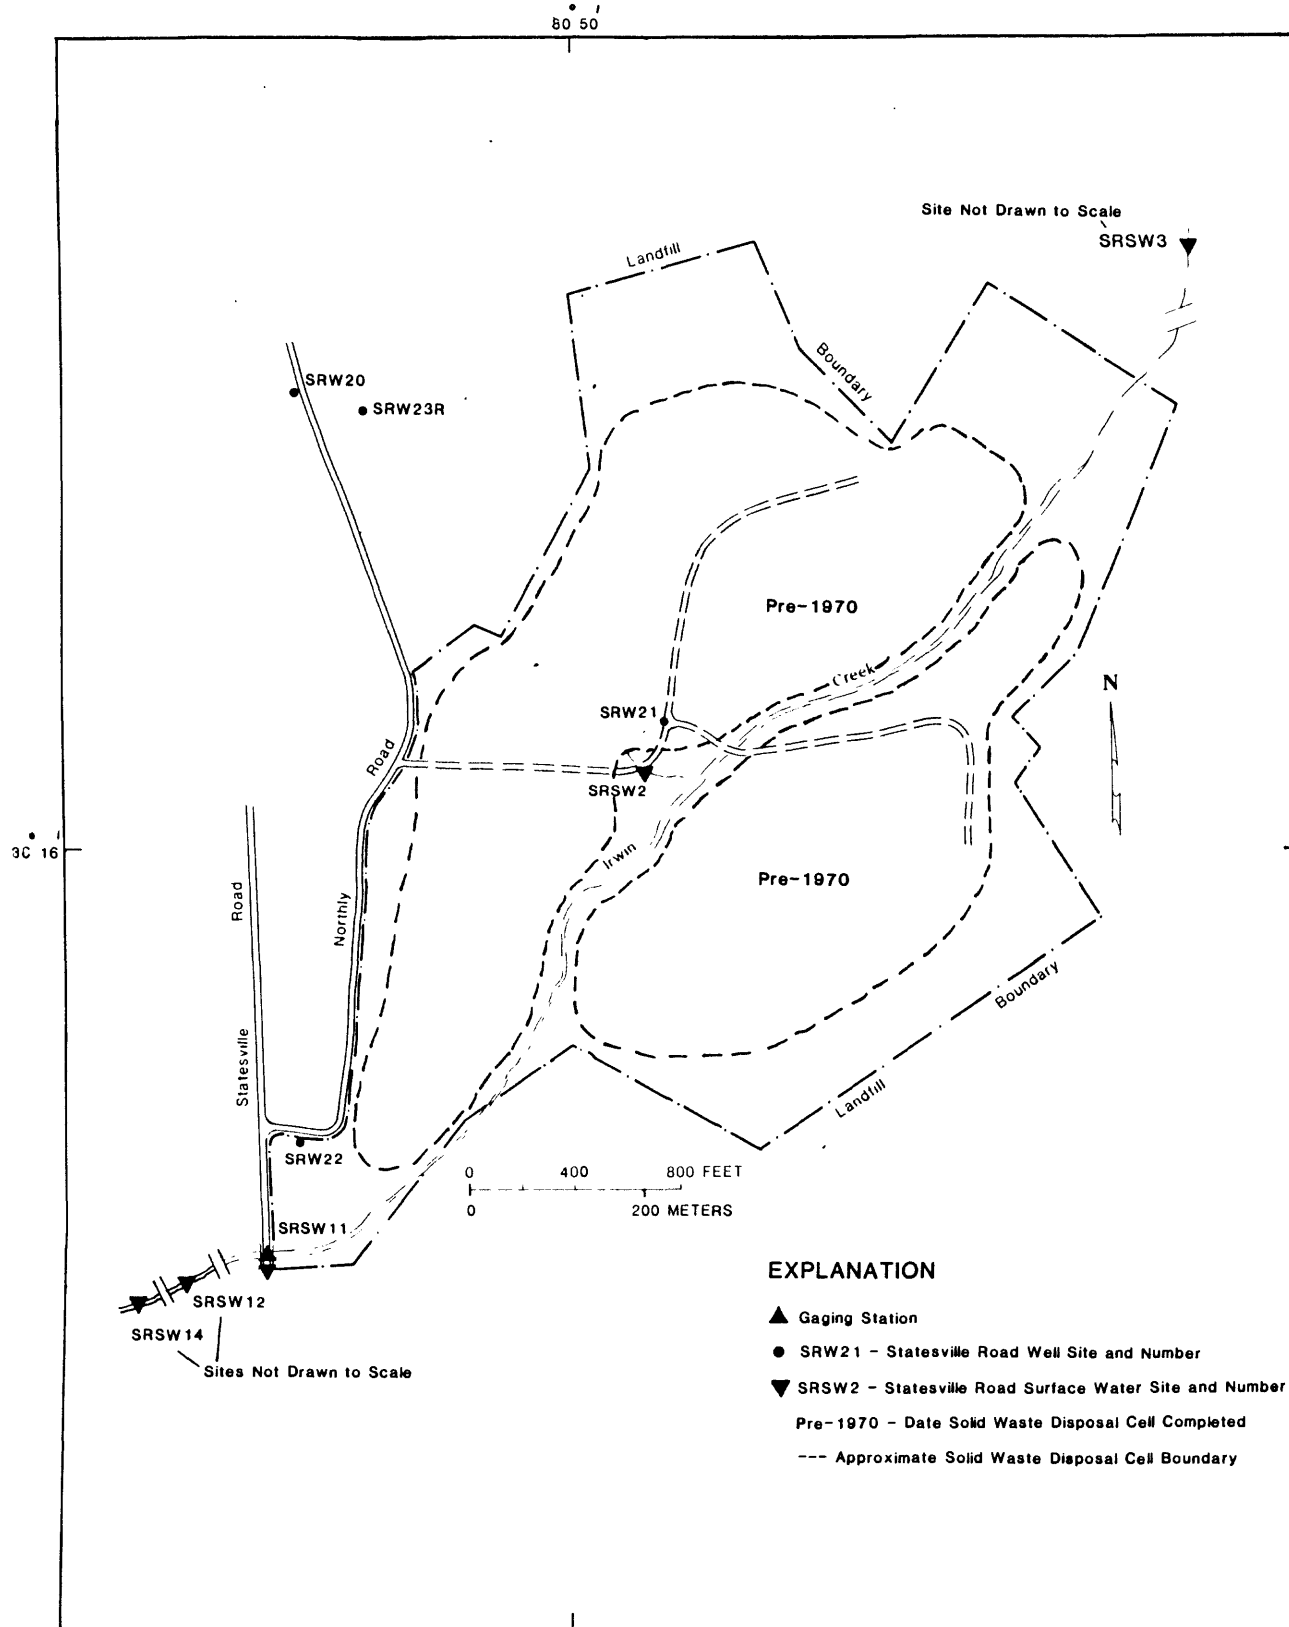 80 50'
Site Not Drawn to Scale
SRSW3
Landfill
Boundary
SRW20
SRW23R
Pre-1970
Creek
SRW21
Road
SRSW2
Irwin
Pre-1970
Road
Northly
Statesville
Boundary
Landfill
SRW22
0 400 800 FEET
0 200 METERS
SRSW11
SRSW12
SRSW14
Sites Not Drawn to Scale
N
EXPLANATION
Gaging Station
SRW21 - Statesville Road Well Site and Number
SRSW2 - Statesville Road Surface Water Site and Number
Pre-1970 - Date Solid Waste Disposal Cell Completed
--- Approximate Solid Waste Disposal Cell Boundary